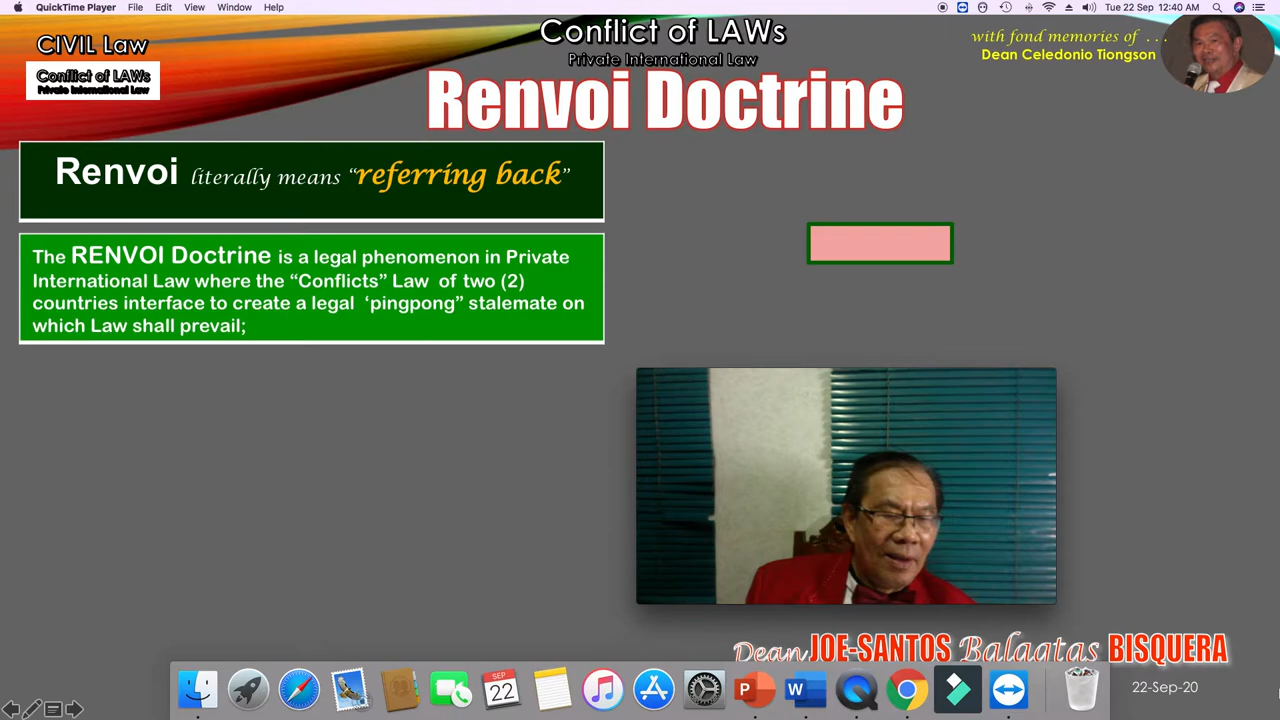 QuickTime Player File Edit View Window Help Tue 22 Sep 12:40 AM
CIVIL Law
Conflict of LAWs
Private International Law
Conflict of LAWs
Private International Law
with fond memories of . . .
Dean Celedonio Tiongson
Renvoi Doctrine
Renvoi literally means “referring back”
The RENVOI Doctrine is a legal phenomenon in Private
International Law where the “Conflicts” Law of two (2)
countries interface to create a legal ‘pingpong” stalemate on
which Law shall prevail;
Dean JOE-SANTOS Balagtas BISQUERA
SEP
22
22-Sep-20